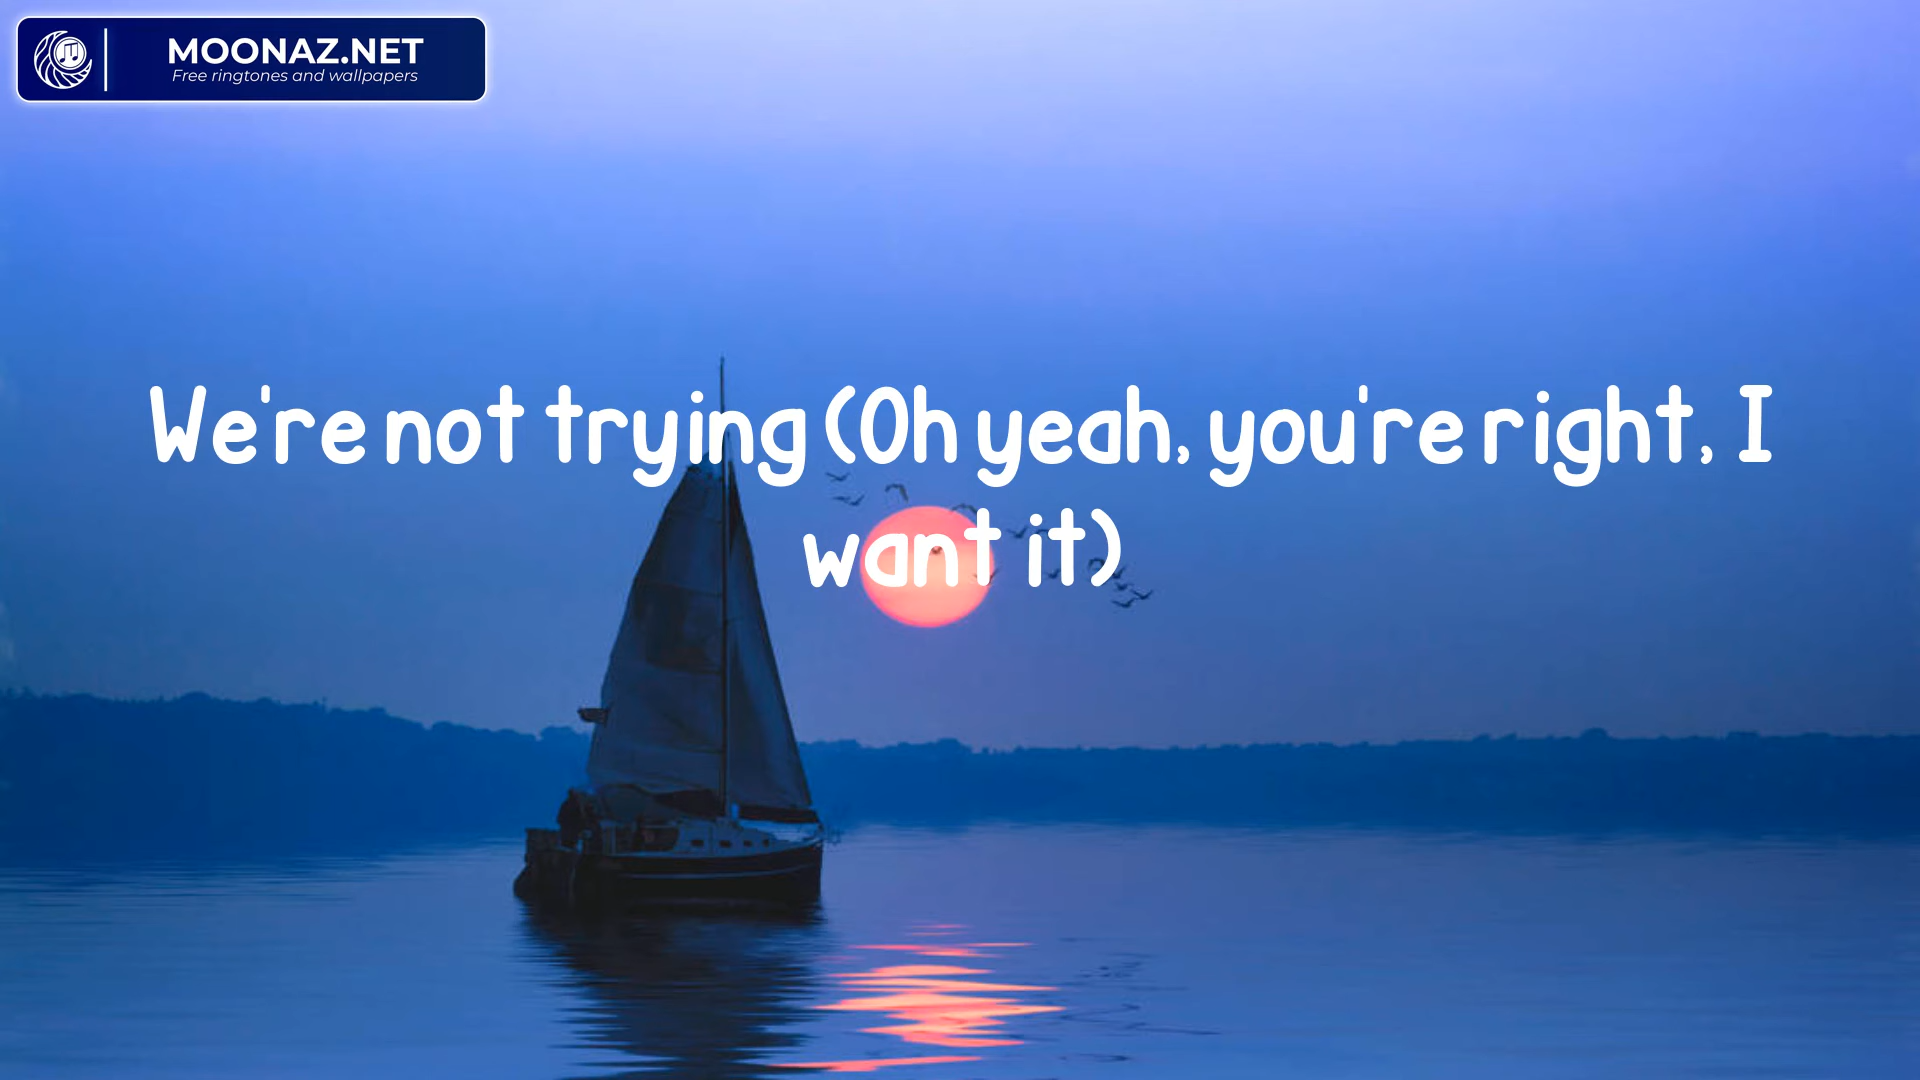 MOONAZ.NET
Free ringtones and wallpapers
We're not trying (Oh yeah, you're right, I
want it)